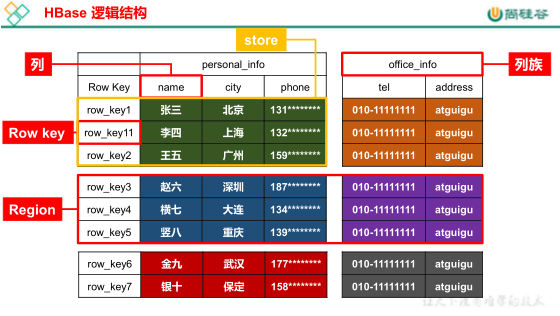 HBase 逻辑结构
尚硅谷
store
列
personal_info
office_info
列族
Row Key name city phone tel address
row_key1 张三 北京 131******** 010-11111111 atguigu
Row key
row_key11 李四 上海 132******** 010-11111111 atguigu
row_key2 王五 广州 159******** 010-11111111 atguigu
Region
row_key3 赵六 深圳 187******** 010-11111111 atguigu
row_key4 横七 大连 134******** 010-11111111 atguigu
row_key5 竖八 重庆 139******** 010-11111111 atguigu
row_key6 金九 武汉 177******** 010-11111111 atguigu
row_key7 银十 保定 158******** 010-11111111 atguigu
让天下没有难学的技术